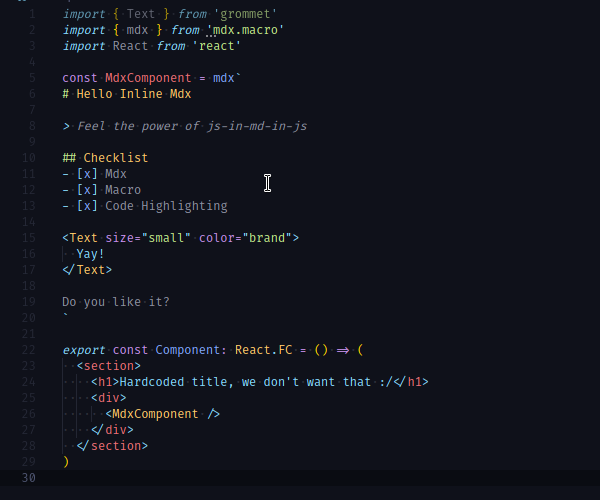 1 import { Text } from 'grommet'
2 import { mdx } from 'mdx.macro'
3 import React from 'react'
4
5 const MdxComponent = mdx`
6 # Hello Inline Mdx
7
8 > Feel the power of js-in-md-in-js
9
10 ## Checklist
11 - [x] Mdx
12 - [x] Macro
13 - [x] Code Highlighting
14
15 <Text size="small" color="brand">
16   Yay!
17 </Text>
18
19 Do you like it?
20 `
21
22 export const Component: React.FC = () => (
23   <section>
24     <h1>Hardcoded title, we don't want that :/</h1>
25     <div>
26       <MdxComponent />
27     </div>
28   </section>
29 )
30